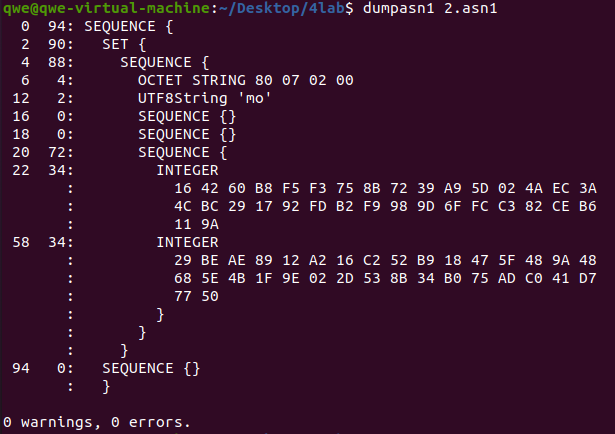 qwe@qwe-virtual-machine:~/Desktop/4lab$ dumpasn1 2.asn1
  0  94: SEQUENCE {
  2  90:   SET {
  4  88:     SEQUENCE {
  6   4:       OCTET STRING 80 07 02 00
 12   2:       UTF8String 'mo'
 16   0:       SEQUENCE {}
 18   0:       SEQUENCE {}
 20  72:       SEQUENCE {
 22  34:         INTEGER
       :           16 42 60 B8 F5 F3 75 8B 72 39 A9 5D 02 4A EC 3A
       :           4C BC 29 17 92 FD B2 F9 98 9D 6F FC C3 82 CE B6
       :           11 9A
 58  34:         INTEGER
       :           29 BE AE 89 12 A2 16 C2 52 B9 18 47 5F 48 9A 48
       :           68 5E 4B 1F 9E 02 2D 53 8B 34 B0 75 AD C0 41 D7
       :           77 50
       :         }
       :       }
       :     }
 94   0:   SEQUENCE {}
       :   }
0 warnings, 0 errors.